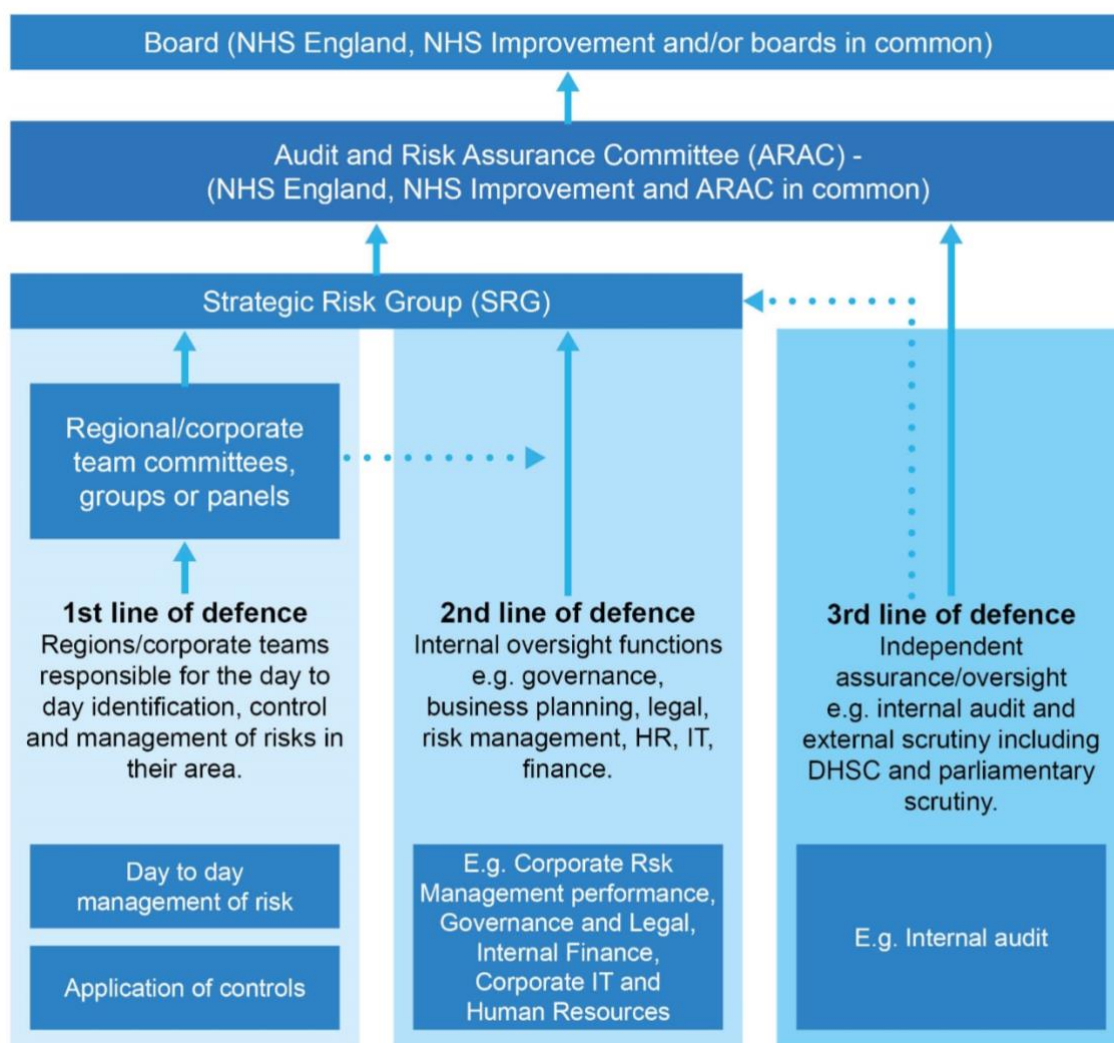 Board (NHS England, NHS Improvement and/or boards in common)
Audit and Risk Assurance Committee (ARAC) -
(NHS England, NHS Improvement and ARAC in common)
Strategic Risk Group (SRG)
Regional/corporate
team committees,
groups or panels
1st line of defence
Regions/corporate teams
responsible for the day to
day identification, control
and management of risks in
their area.
Day to day
management of risk
Application of controls
2nd line of defence
Internal oversight functions
e.g. governance,
business planning, legal,
risk management, HR, IT,
finance.
E.g. Corporate Rsk
Management performance,
Governance and Legal,
Internal Finance,
Corporate IT and
Human Resources
3rd line of defence
Independent
assurance/oversight
e.g. internal audit and
external scrutiny including
DHSC and parliamentary
scrutiny.
E.g. Internal audit